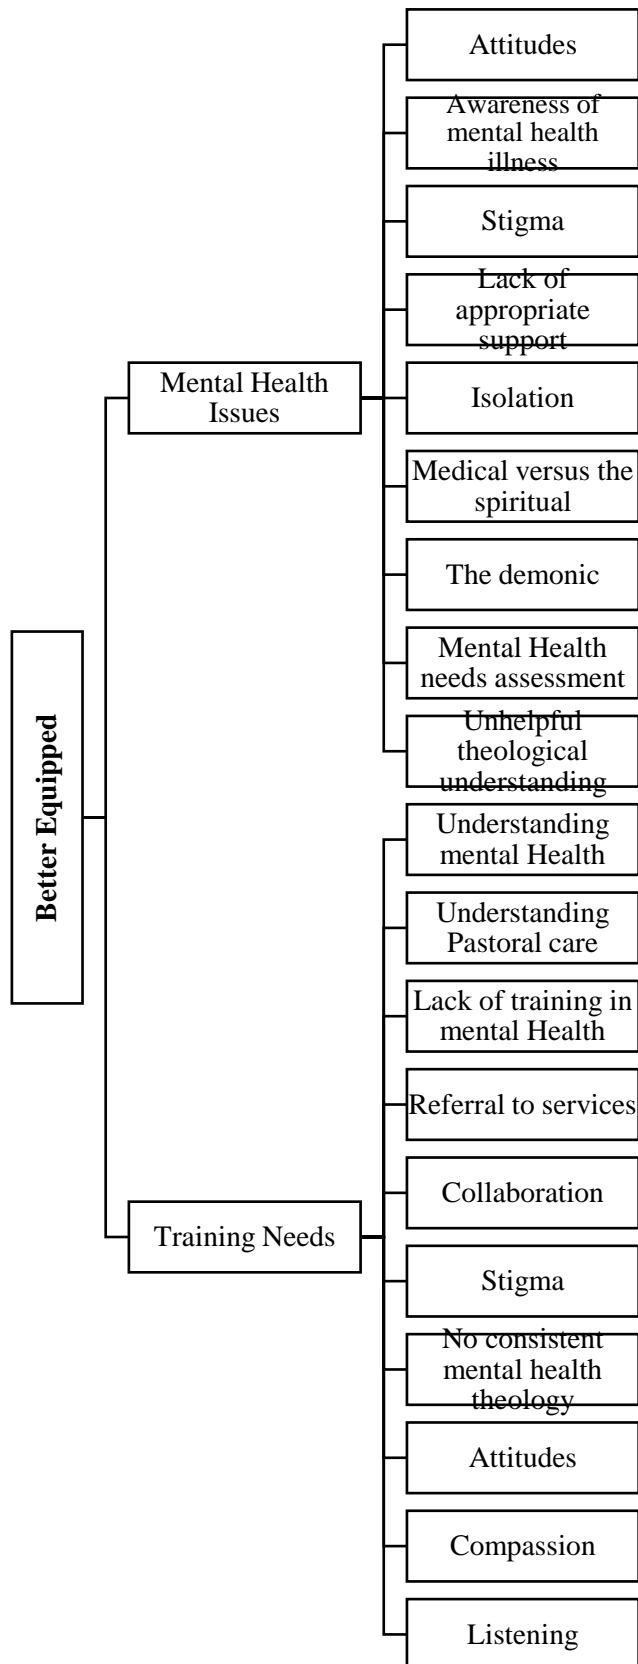 Attitudes
Awareness of
mental health
illness
Stigma
Lack of
appropriate
support
Mental Health
Issues
Isolation
Medical versus the
spiritual
The demonic
Mental Health
needs assessment
Unhelpful
theological
understanding
Better Equipped
Understanding
mental Health
Understanding
Pastoral care
Lack of training in
mental Health
Referral to services
Collaboration
Training Needs
Stigma
No consistent
mental health
theology
Attitudes
Compassion
Listening